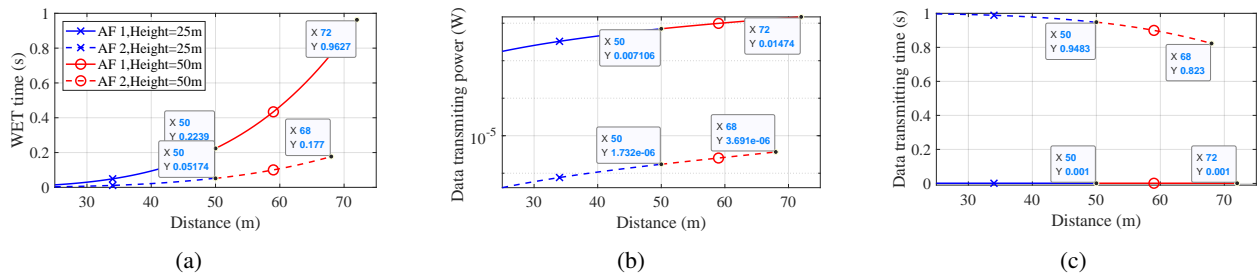 WET time (s)
1
0.8
0.6
0.4
0.2
0
AF 1,Height=25m
AF 2,Height=25m
AF 1,Height=50m
AF 2,Height=50m
X 72
Y 0.9627
X 50
Y 0.2239
X 50
Y 0.05174
X 68
Y 0.177
30 40 50 60 70
Distance (m)
(a)
Data transmitting power (W)
10-5
X 50
Y 0.007106
X 72
Y 0.01474
X 50
Y 1.732e-06
X 68
Y 3.691e-06
30 40 50 60 70
Distance (m)
(b)
Data transmitting time (s)
1
0.8
0.6
0.4
0.2
0
X 50
Y 0.9483
X 68
Y 0.823
X 50
Y 0.001
X 72
Y 0.001
30 40 50 60 70
Distance (m)
(c)